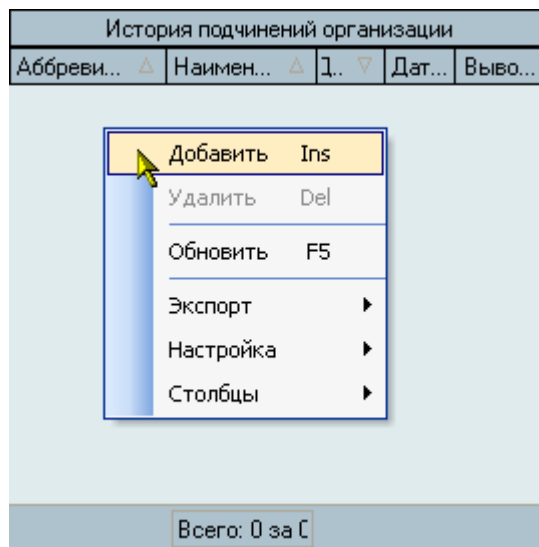 История подчинений организации
Аббреви... Наимен... Дат... Выво...
Добавить Ins
Удалить Del
Обновить F5
Экспорт
Настройка
Столбцы
Всего: 0 за